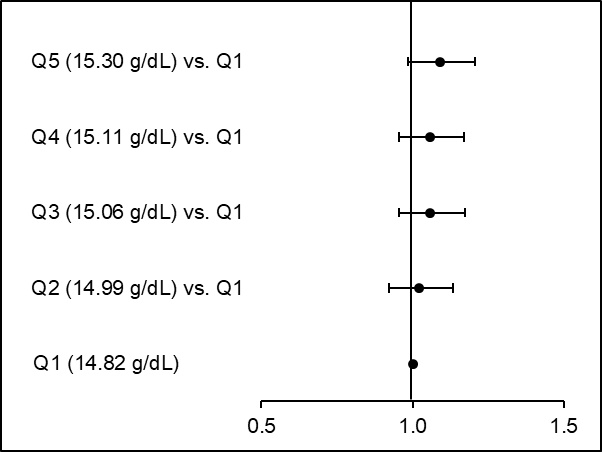 Q5 (15.30 g/dL) vs. Q1
Q4 (15.11 g/dL) vs. Q1
Q3 (15.06 g/dL) vs. Q1
Q2 (14.99 g/dL) vs. Q1
Q1 (14.82 g/dL)
0.5 1.0 1.5